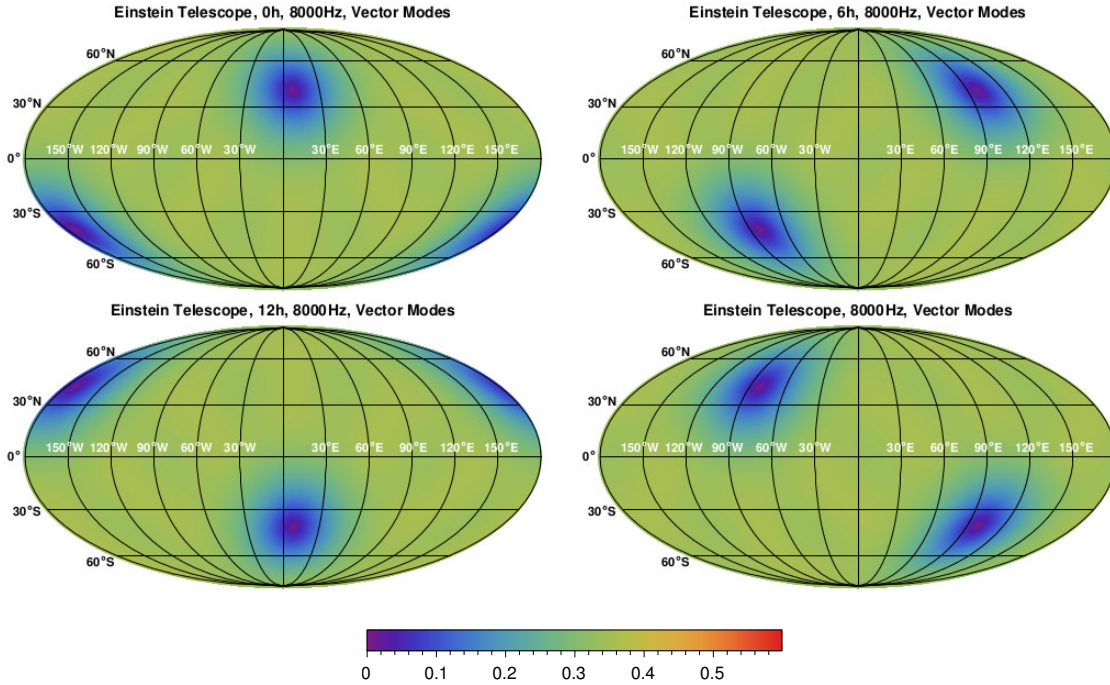 Einstein Telescope, 0h, 8000Hz, Vector Modes
60°N
30°N
0°
150°W 120°W 90°W 60°W 30°W 30°E 60°E 90°E 120°E 150°E
30°S
60°S
Einstein Telescope, 6h, 8000Hz, Vector Modes
60°N
30°N
0°
150°W 120°W 90°W 60°W 30°W 30°E 60°E 90°E 120°E 150°E
30°S
60°S
Einstein Telescope, 12h, 8000Hz, Vector Modes
60°N
30°N
0°
150°W 120°W 90°W 60°W 30°W 30°E 60°E 90°E 120°E 150°E
30°S
60°S
Einstein Telescope, 8000Hz, Vector Modes
60°N
30°N
0°
150°W 120°W 90°W 60°W 30°W 30°E 60°E 90°E 120°E 150°E
30°S
60°S
0 0.1 0.2 0.3 0.4 0.5